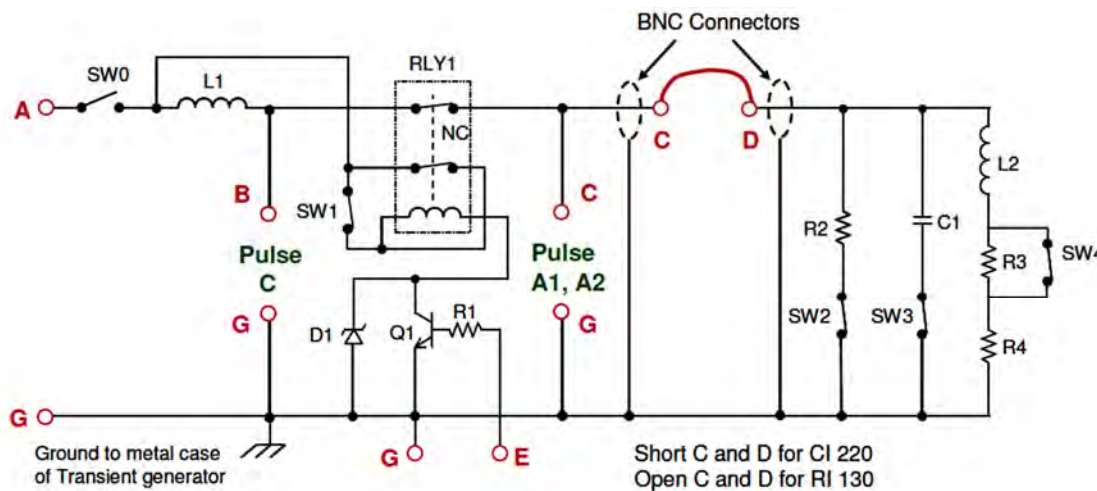 BNC Connectors
RLY1
SW0
L1
A
NC
C
D
L2
B
SW1
C
R2
C1
R3
SW4
Pulse
C
Pulse
A1, A2
G
G
D1
Q1
R1
SW2
SW3
R4
G
Ground to metal case
of Transient generator
G
E
Short C and D for CI 220
Open C and D for RI 130